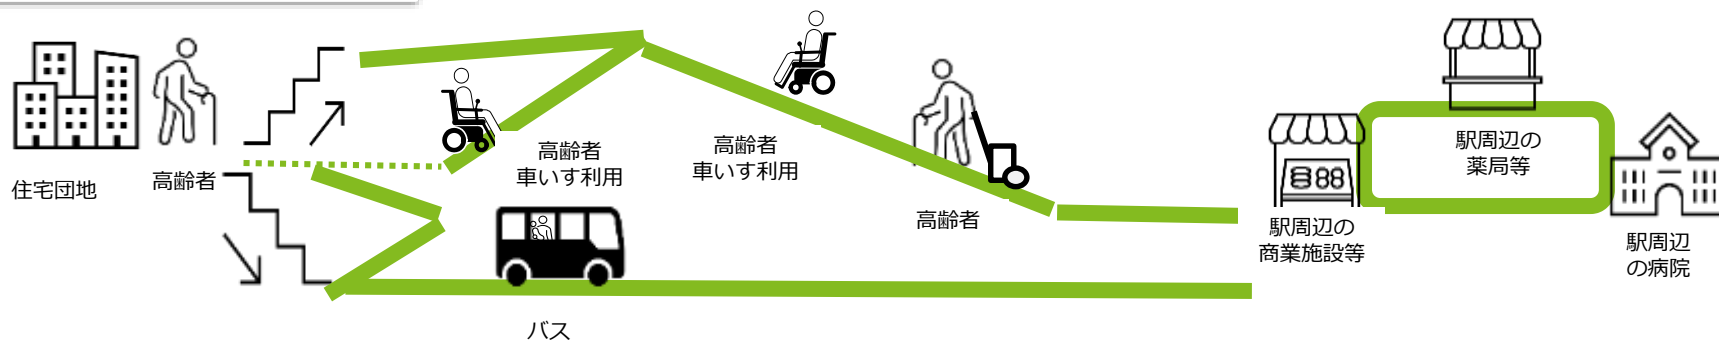 住宅団地
高齢者
高齢者
車いす利用
バス
高齢者
車いす利用
高齢者
88
駅周辺の
商業施設等
駅周辺の
薬局等
駅周辺
の病院